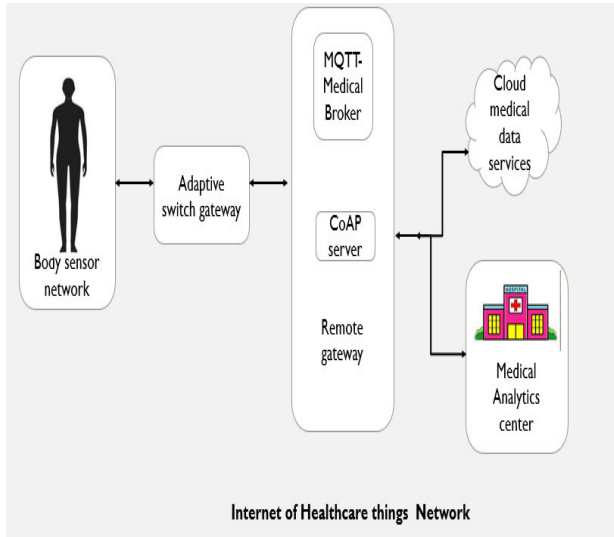 Body sensor
network
Adaptive
switch gateway
MQTT-
Medical
Broker
CoAP
server
Remote
gateway
Cloud
medical
data
services
HOSPITAL
Medical
Analytics
center
Internet of Healthcare things Network